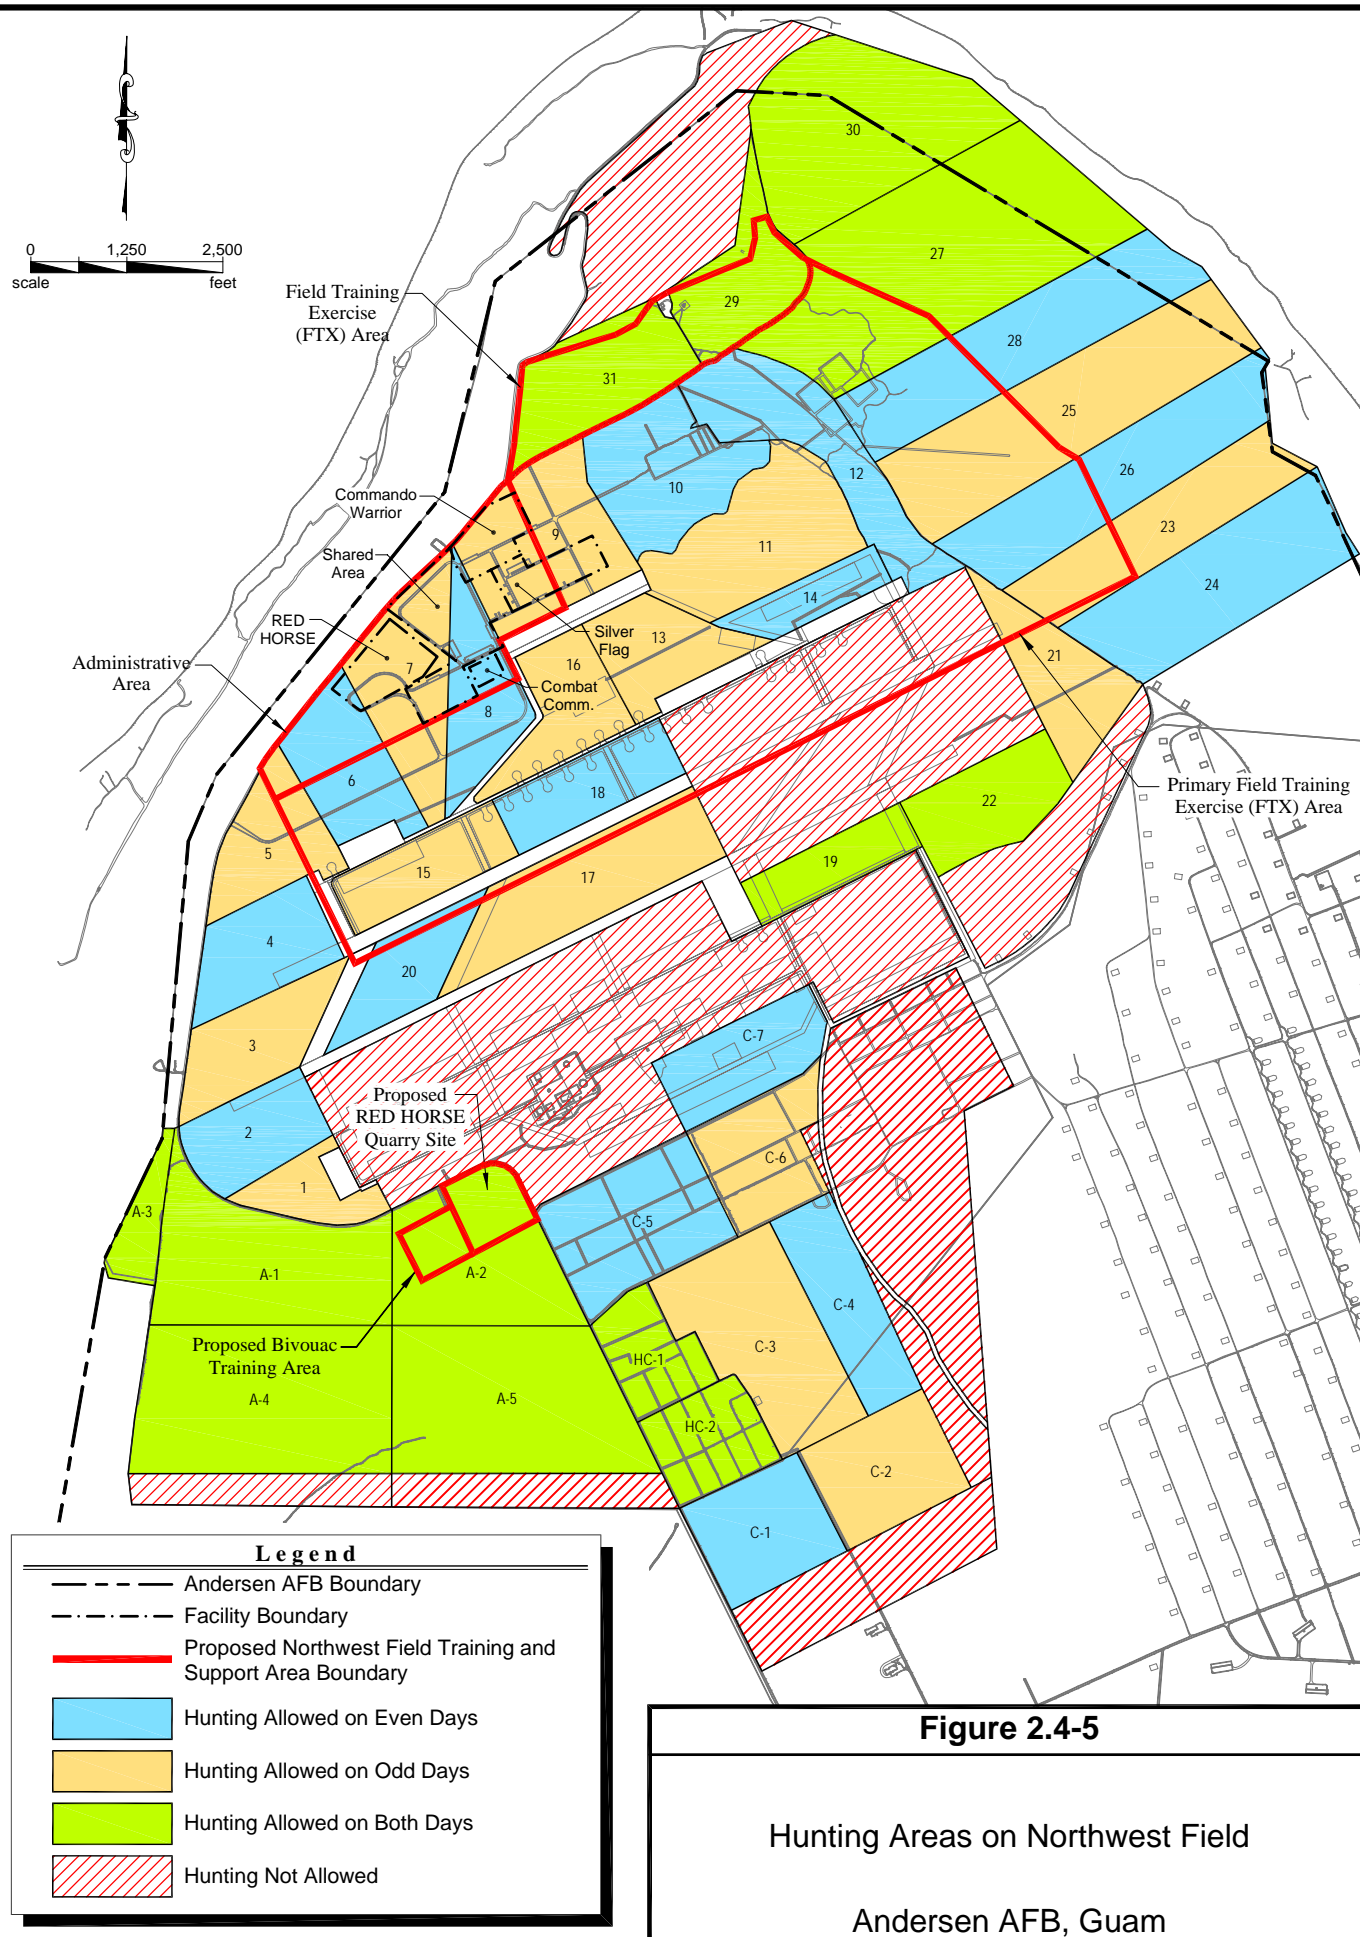 0 1,250 2,500
scale feet
Field Training
Exercise
(FTX) Area
Commando
Warrior
Shared
Area
RED
HORSE
Administrative
Area
Silver
Flag
Combat
Comm.
Primary Field Training
Exercise (FTX) Area
Proposed
RED HORSE
Quarry Site
Proposed Bivouac
Training Area
30
27
29
28
31
25
26
12
10
23
11
24
9
14
13
21
16
7
8
6
18
22
5
15
17
19
4
20
3
C-7
2
C-6
1
A-3
C-5
A-1
A-2
C-4
C-3
HC-1
A-4
A-5
HC-2
C-2
C-1
Legend
Andersen AFB Boundary
Facility Boundary
Proposed Northwest Field Training and
Support Area Boundary
Hunting Allowed on Even Days
Hunting Allowed on Odd Days
Hunting Allowed on Both Days
Hunting Not Allowed
Figure 2.4-5
Hunting Areas on Northwest Field
Andersen AFB, Guam